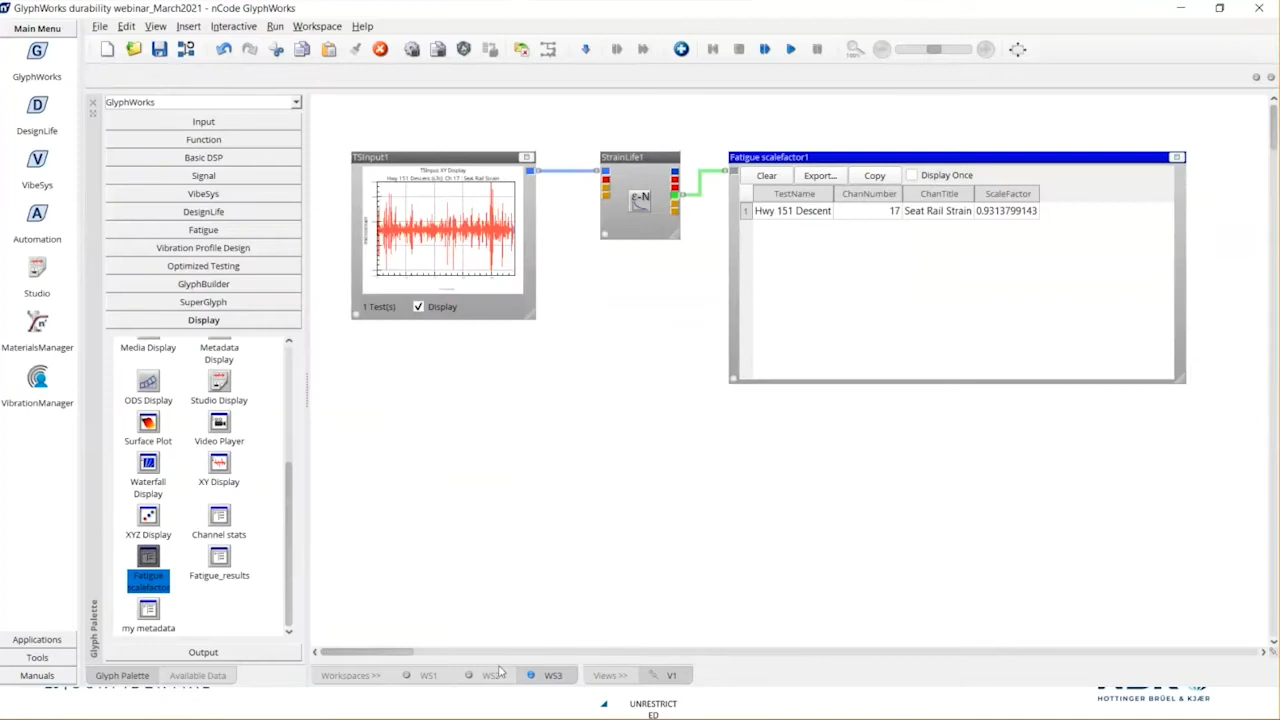 GlyphWorks durability webinar_March2021 - nCode GlyphWorks
Main Menu
File Edit View Insert Interactive Run Workspace Help
GlyphWorks
DesignLife
VibeSys
Automation
Studio
MaterialsManager
VibrationManager
Applications
Tools
Manuals
GlyphWorks
Input
Function
Basic DSP
Signal
VibeSys
DesignLife
Fatigue
Vibration Profile Design
Optimized Testing
GlyphBuilder
SuperGlyph
Display
Media Display
Metadata Display
ODS Display
Studio Display
Surface Plot
Video Player
Waterfall Display
XY Display
XYZ Display
Channel stats
Fatigue scalefactor
Fatigue_results
my metadata
Output
Glyph Palette
Glyph Palette Available Data
TSInput1
TSInput XY Display
1 Test(s) Display
StrainLife1
ε-N
Fatigue scalefactor1
Clear Export... Copy Display Once
TestName ChanNumber ChanTitle ScaleFactor
1 Hwy 151 Descent 17 Seat Rail Strain 0.9313799143
Workspaces >> WS1 WS3 Views >> V1
UNRESTRICT
ED
HOTTINGER BRÜEL & KJÆR